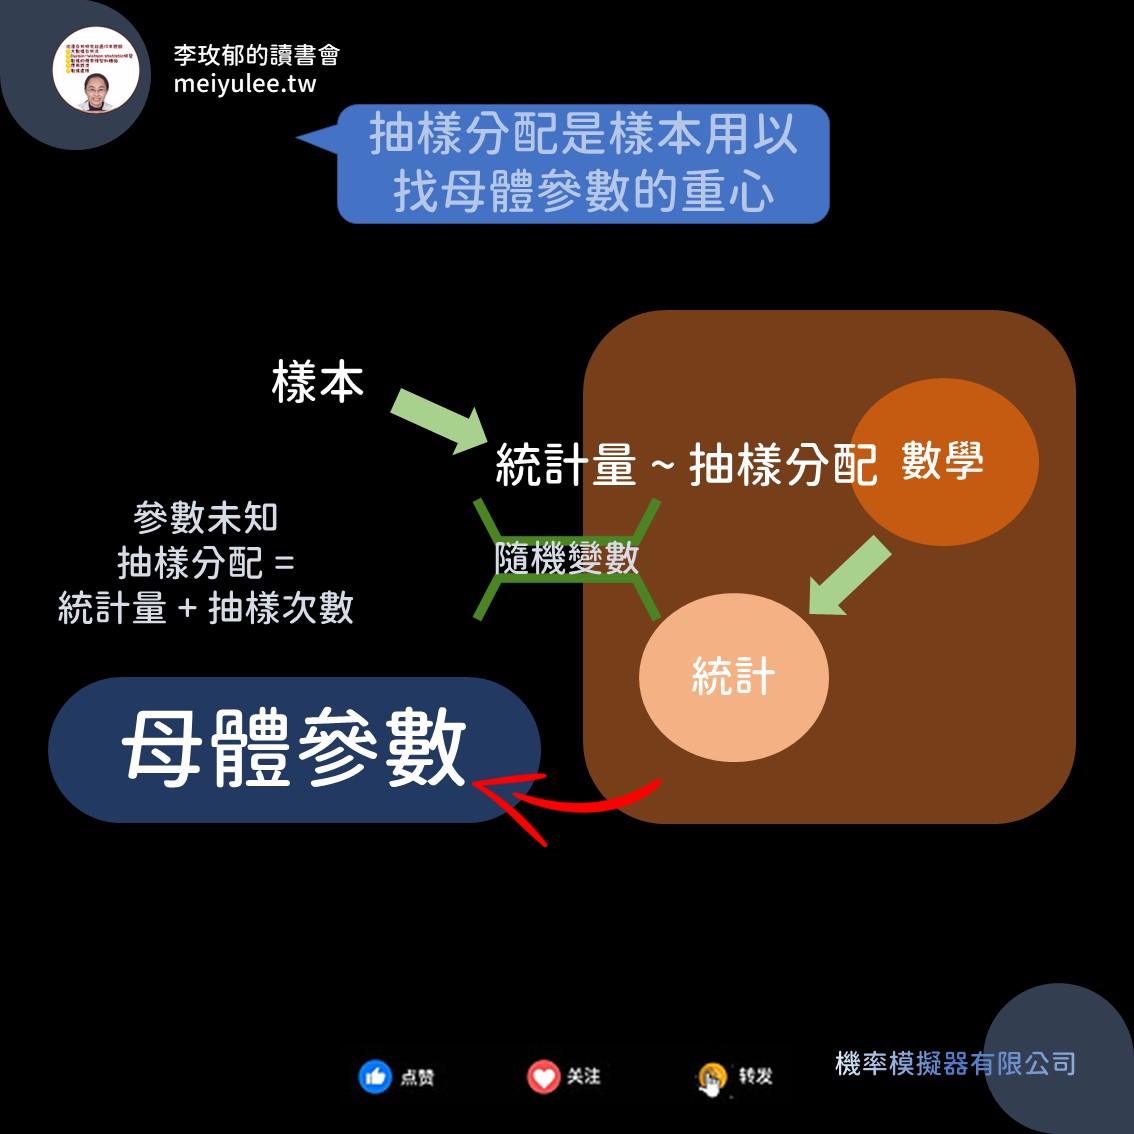 李玫郁的讀書會
meiyulee.tw
抽樣分配是樣本用以
找母體參數的重心
樣本
統計量 ~ 抽樣分配
數學
參數未知
抽樣分配 =
統計量 + 抽樣次數
隨機變數
統計
母體參數
点赞
关注
转发
機率模擬器有限公司